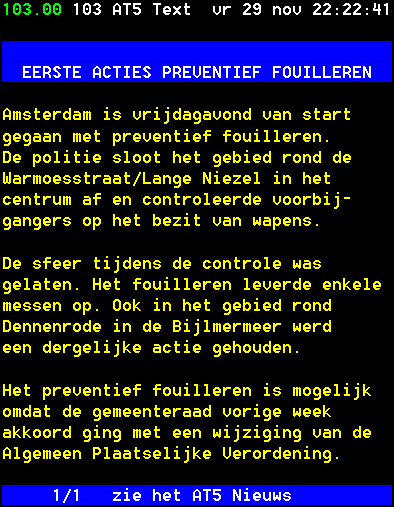 103.00 103 AT5 Text vr 29 nov 22:22:41
EERSTE ACTIES PREVENTIEF FOUILLEREN
Amsterdam is vrijdagavond van start
gegaan met preventief fouilleren.
De politie sloot het gebied rond de
Warmoesstraat/Lange Niezel in het
centrum af en controleerde voorbij-
gangers op het bezit van wapens.
De sfeer tijdens de controle was
gelaten. Het fouilleren leverde enkele
messen op. Ook in het gebied rond
Dennenrode in de Bijlmermeer werd
een dergelijke actie gehouden.
Het preventief fouilleren is mogelijk
omdat de gemeenteraad vorige week
akkoord ging met een wijziging van de
Algemeen Plaatselijke Verordening.
1/1 zie het AT5 Nieuws